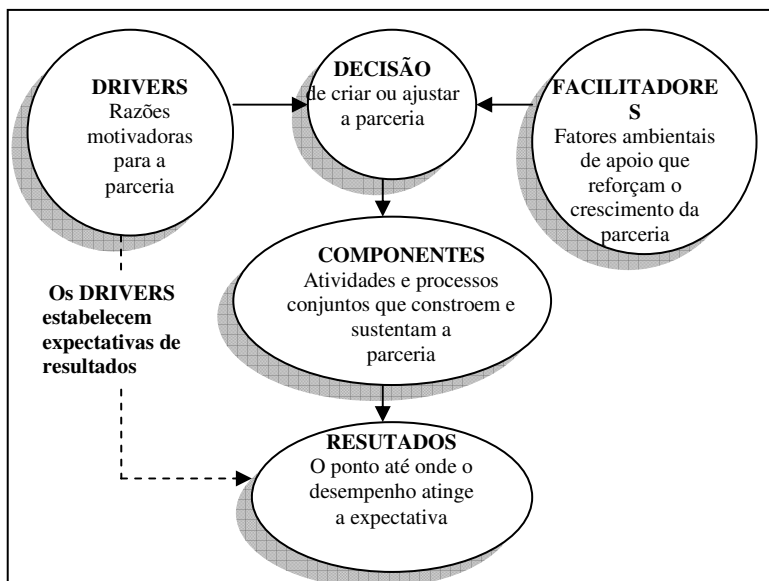 DRIVERS
Razões
motivadoras
para a
parceria
DECISÃO
de criar ou ajustar
a parceria
FACILITADORE
S
Fatores ambientais
de apoio que
reforçam o
crescimento da
parceria
COMPONENTES
Atividades e processos
conjuntos que constroem e
sustentam a
parceria
Os DRIVERS
estabelecem
expectativas de
resultados
RESUTADOS
O ponto até onde o
desempenho atinge
a expectativa